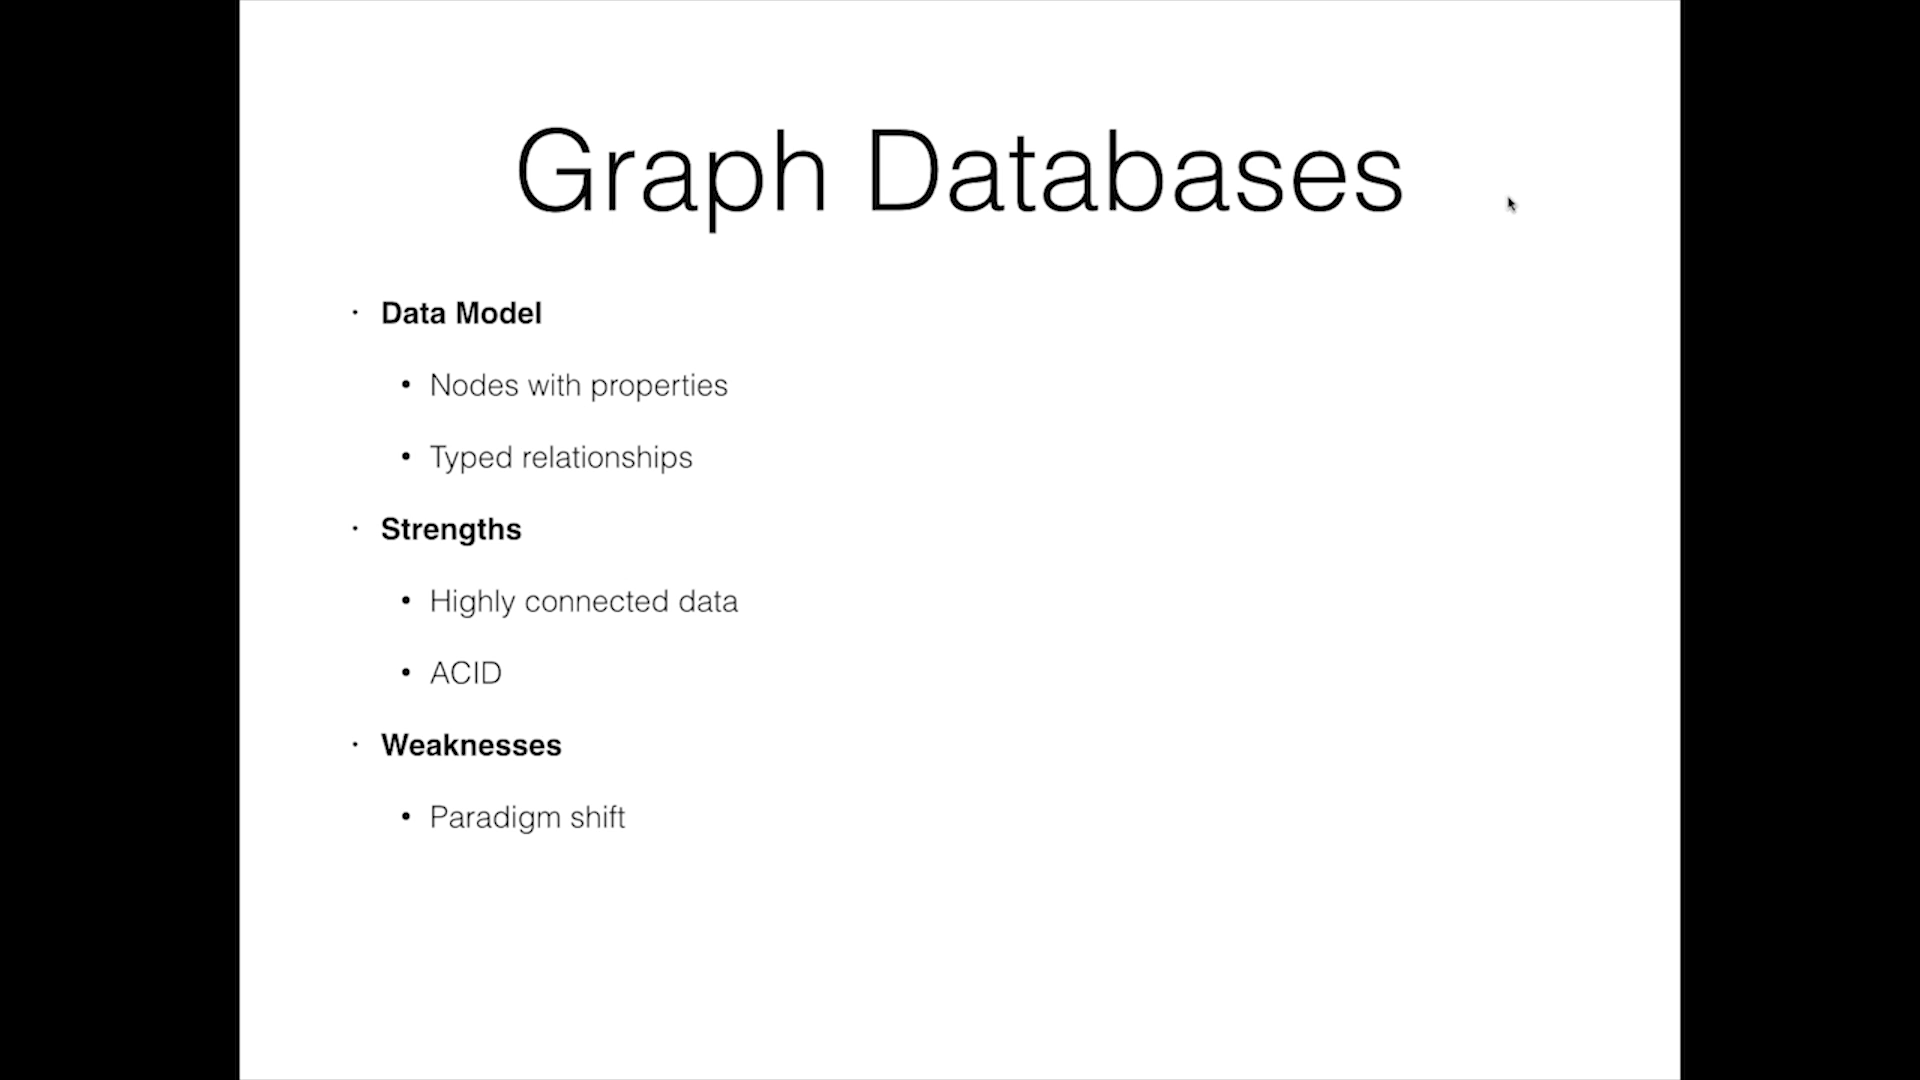 Graph Databases
· Data Model
• Nodes with properties
• Typed relationships
· Strengths
• Highly connected data
• ACID
· Weaknesses
• Paradigm shift